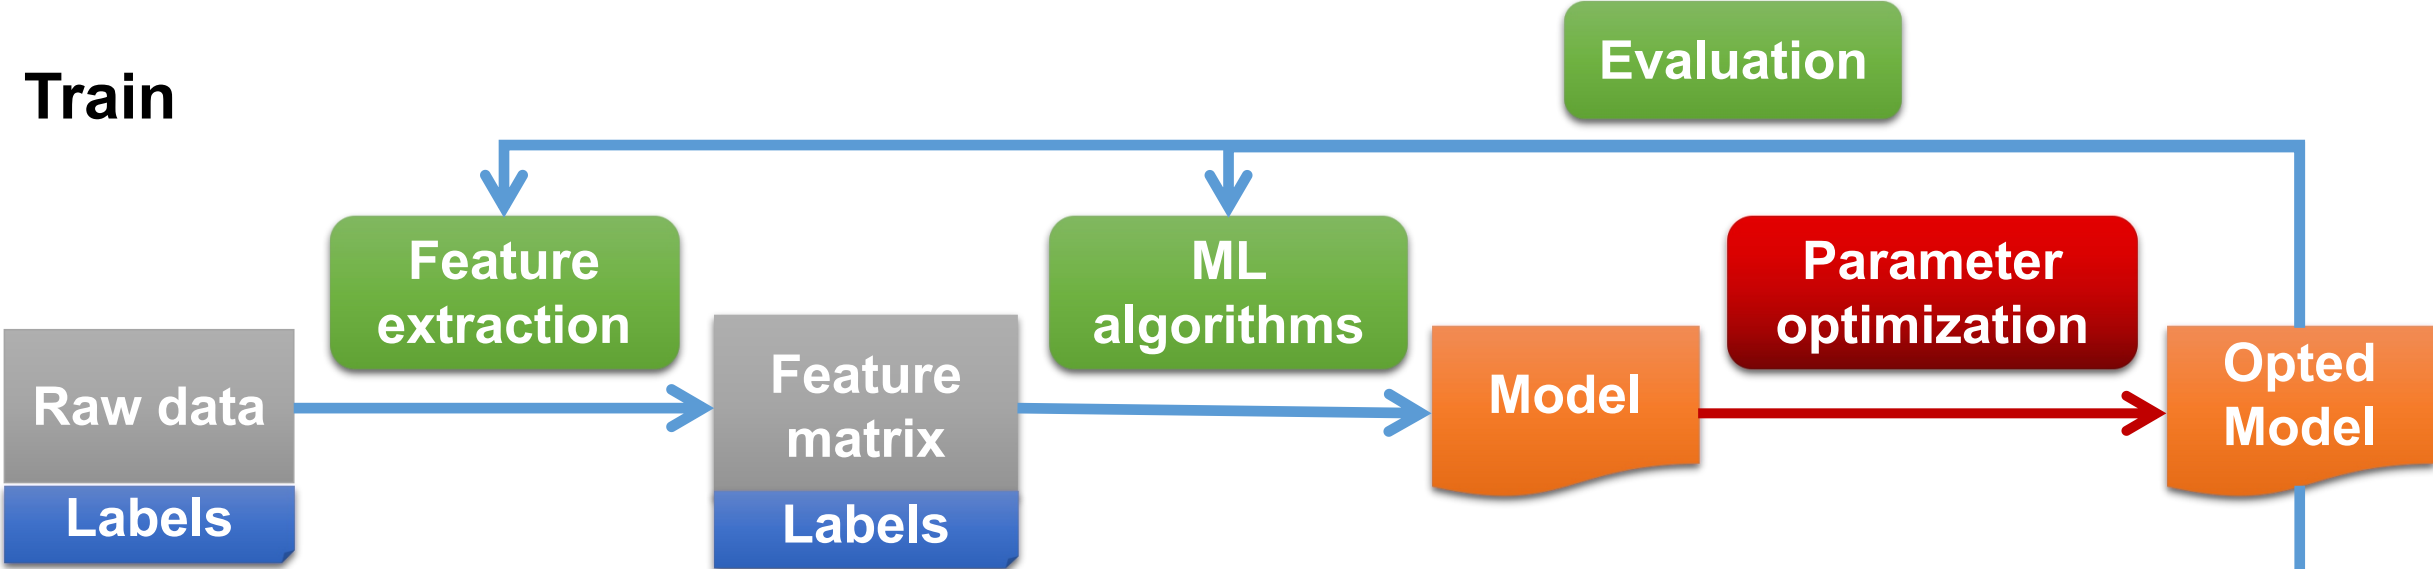 Evaluation
Train
Feature
extraction
ML
algorithms
Parameter
optimization
Raw data
Labels
Feature
matrix
Labels
Model
Opted
Model